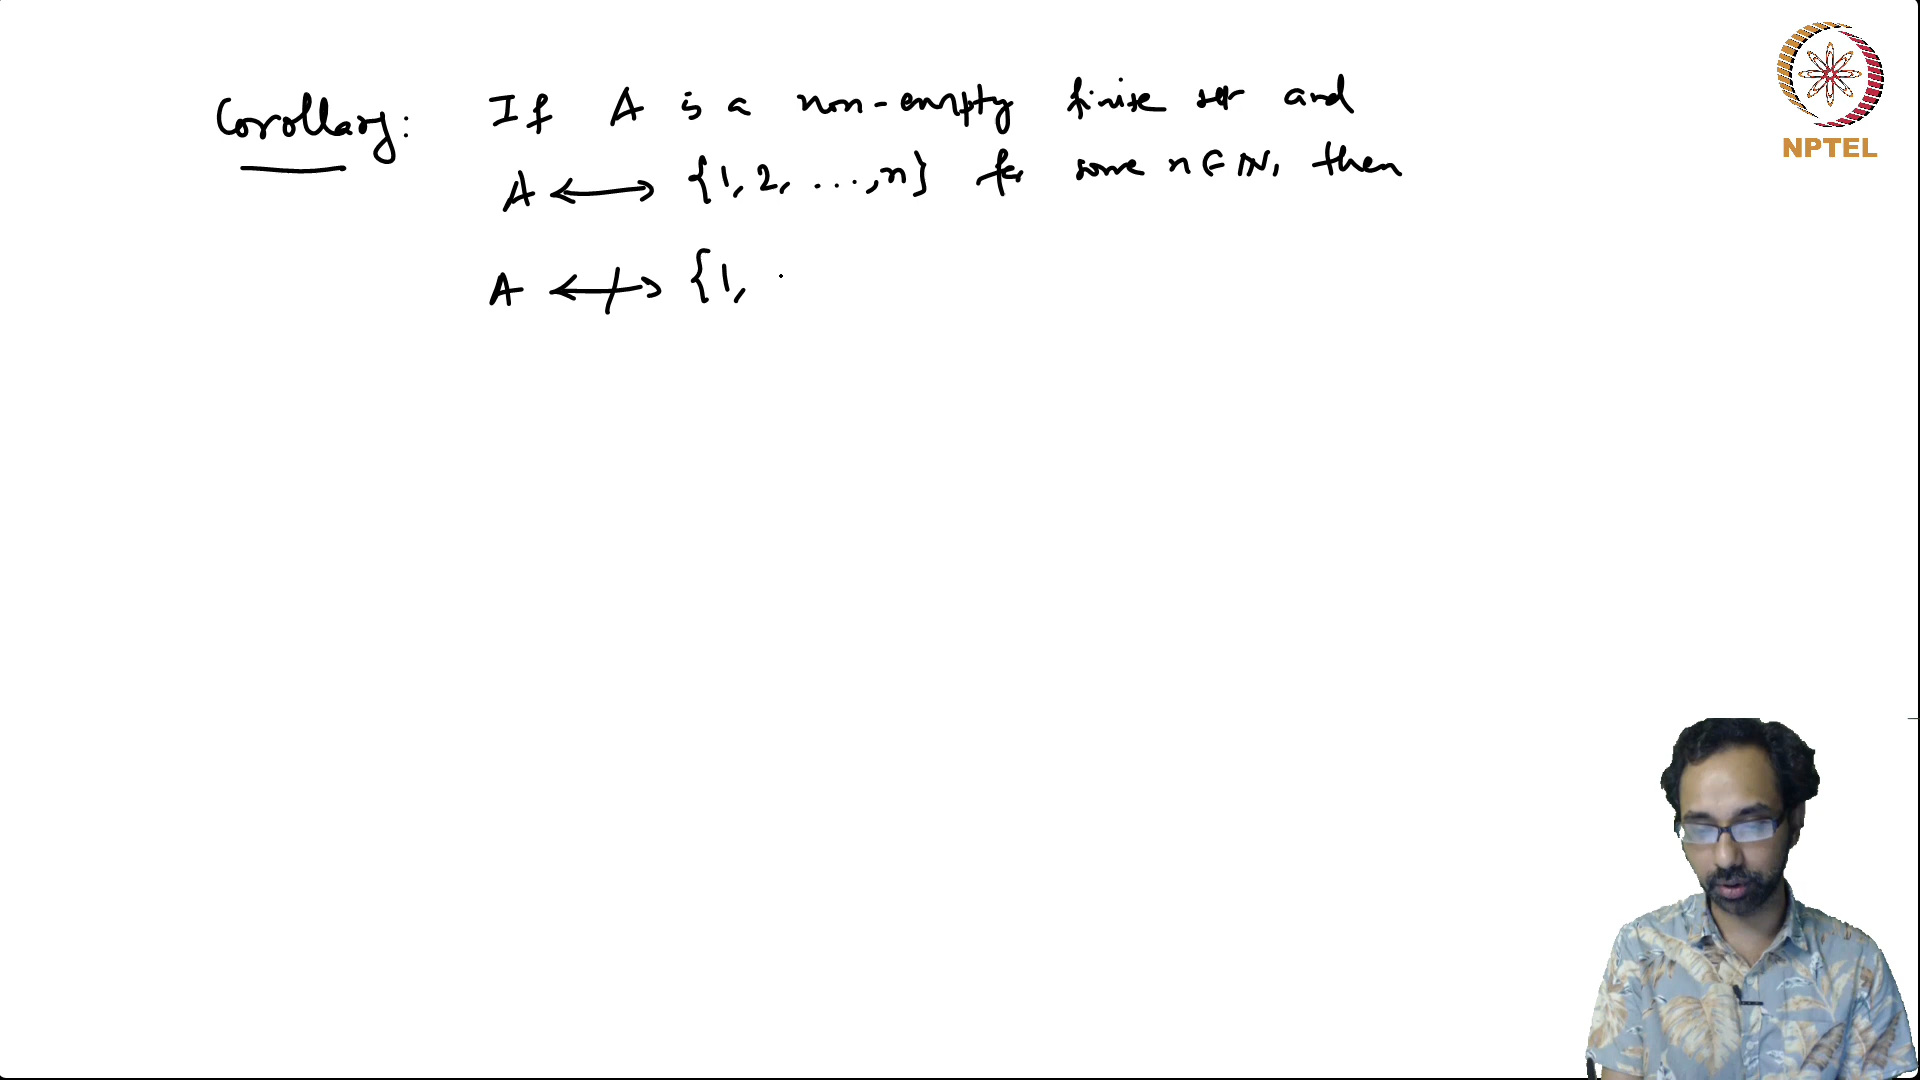 Corollary: If A is a non-empty finite set and
A ⟷ {1, 2, ..., n} for some n ∈ ℕ, then
A ↮ {1, .
NPTEL